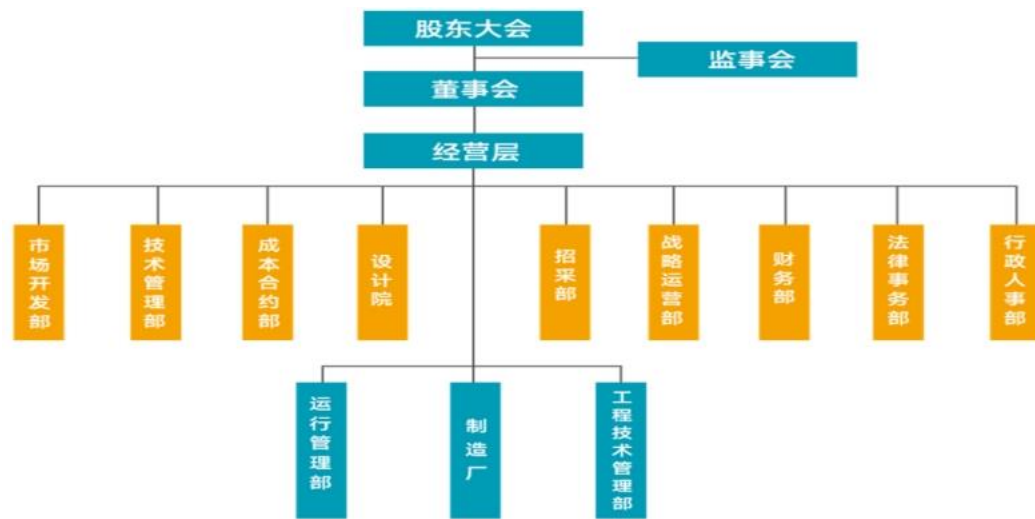 股东大会
监事会
董事会
经营层
市场开发部
技术管理部
成本合约部
设计院
招采部
战略运营部
财务部
法律事务部
行政人事部
运行管理部
制造厂
工程技术管理部